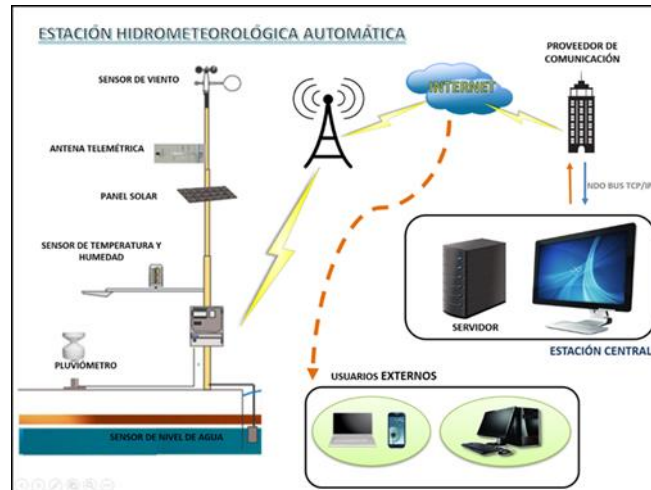 ESTACIÓN HIDROMETEOROLÓGICA AUTOMÁTICA
SENSOR DE VIENTO
ANTENA TELEMÉTRICA
PANEL SOLAR
SENSOR DE TEMPERATURA Y
HUMEDAD
PLUVIÓMETRO
SENSOR DE NIVEL DE AGUA
INTERNET
PROVEEDOR DE
COMUNICACIÓN
NDO BUS TCP/IP
SERVIDOR
ESTACIÓN CENTRAL
USUARIOS EXTERNOS